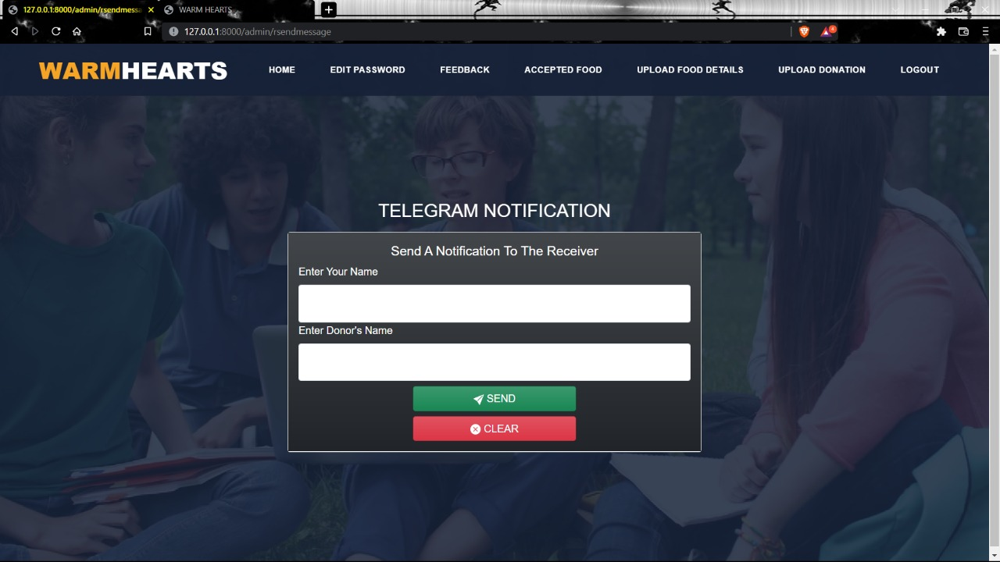 127.0.0.1:8000/admin/rsendmessa
WARM HEARTS
127.0.0.1:8000/admin/rsendmessage
4
WARMHEARTS
HOME
EDIT PASSWORD
FEEDBACK
ACCEPTED FOOD
UPLOAD FOOD DETAILS
UPLOAD DONATION
LOGOUT
TELEGRAM NOTIFICATION
Send A Notification To The Receiver
Enter Your Name
Enter Donor's Name
SEND
CLEAR